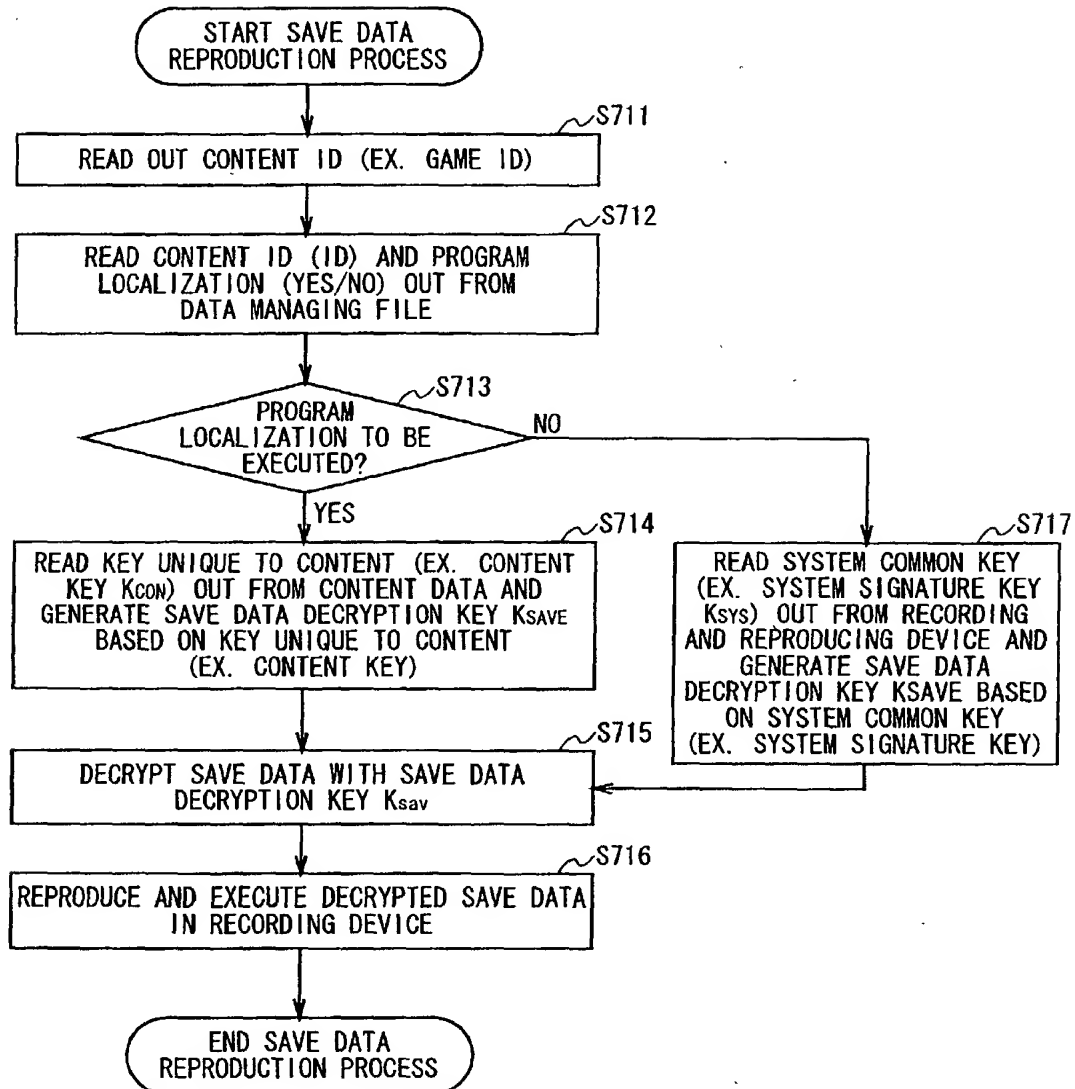 START SAVE DATA
REPRODUCTION PROCESS
S711
READ OUT CONTENT ID (EX. GAME ID)
S712
READ CONTENT ID (ID) AND PROGRAM
LOCALIZATION (YES/NO) OUT FROM
DATA MANAGING FILE
S713
PROGRAM
LOCALIZATION TO BE
EXECUTED?
NO
YES
S714
READ KEY UNIQUE TO CONTENT (EX. CONTENT
KEY KCON) OUT FROM CONTENT DATA AND
GENERATE SAVE DATA DECRYPTION KEY KSAVE
BASED ON KEY UNIQUE TO CONTENT
(EX. CONTENT KEY)
S717
READ SYSTEM COMMON KEY
(EX. SYSTEM SIGNATURE KEY
KSYS) OUT FROM RECORDING
AND REPRODUCING DEVICE AND
GENERATE SAVE DATA
DECRYPTION KEY KSAVE BASED
ON SYSTEM COMMON KEY
(EX. SYSTEM SIGNATURE KEY)
S715
DECRYPT SAVE DATA WITH SAVE DATA
DECRYPTION KEY Ksav
S716
REPRODUCE AND EXECUTE DECRYPTED SAVE DATA
IN RECORDING DEVICE
END SAVE DATA
REPRODUCTION PROCESS